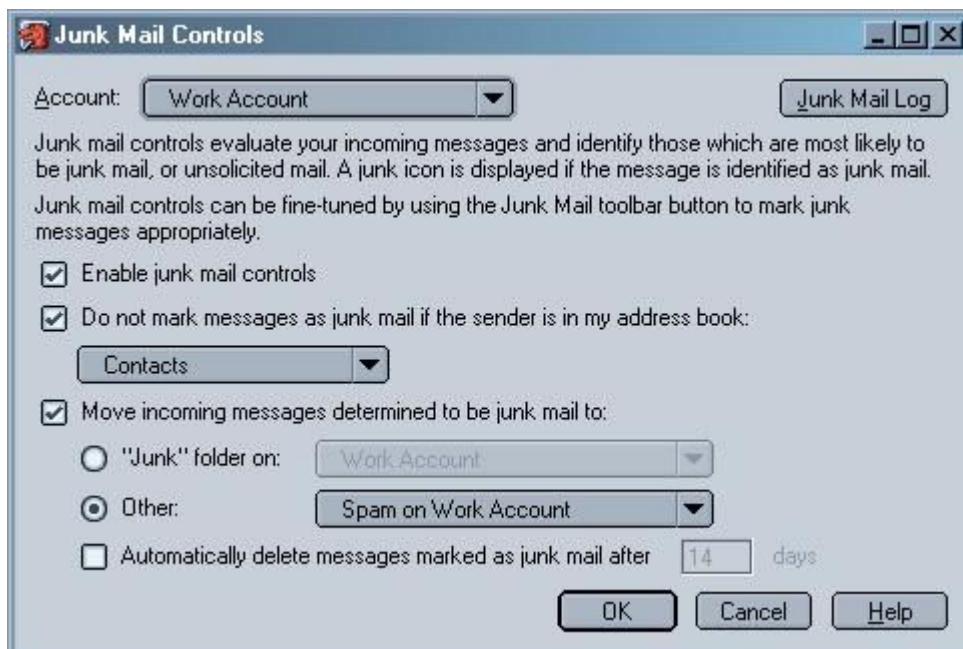 Junk Mail Controls
Account: Work Account Junk Mail Log
Junk mail controls evaluate your incoming messages and identify those which are most likely to
be junk mail, or unsolicited mail. A junk icon is displayed if the message is identified as junk mail.
Junk mail controls can be fine-tuned by using the Junk Mail toolbar button to mark junk
messages appropriately.
Enable junk mail controls
Do not mark messages as junk mail if the sender is in my address book:
Contacts
Move incoming messages determined to be junk mail to:
"Junk" folder on: Work Account
Other: Spam on Work Account
Automatically delete messages marked as junk mail after 14 days
OK Cancel Help